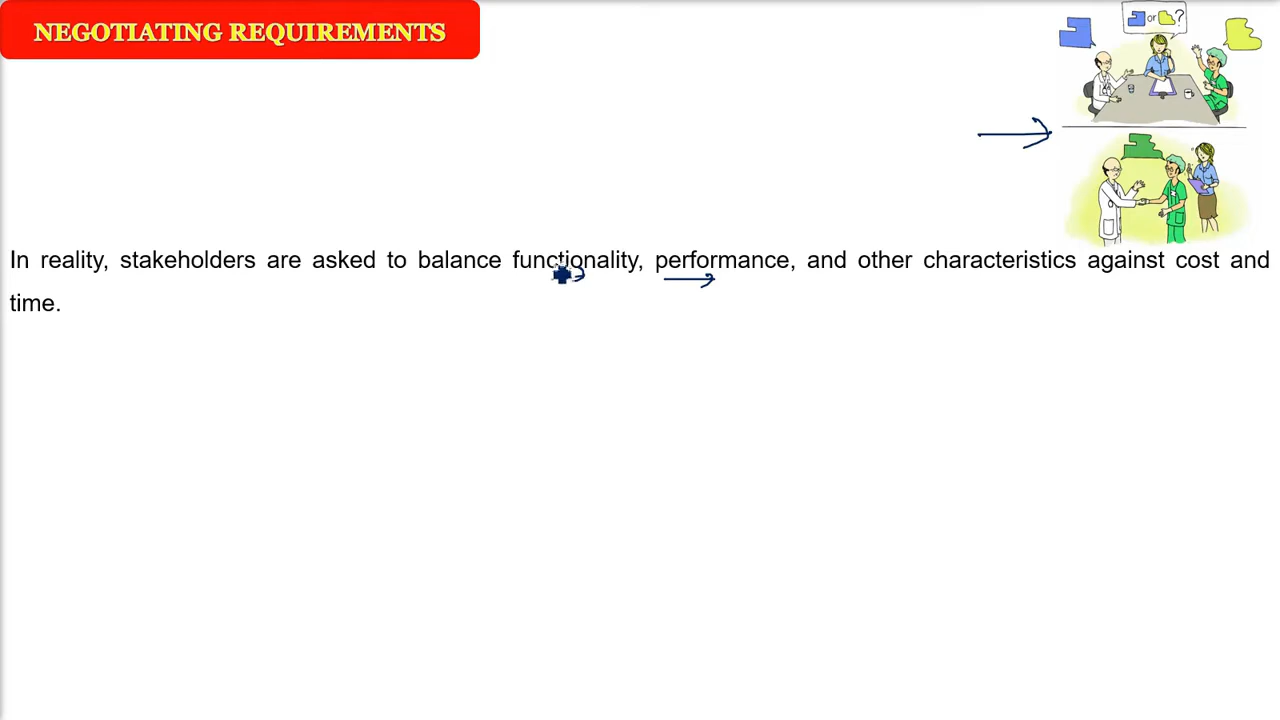 NEGOTIATING REQUIREMENTS
or ?
In reality, stakeholders are asked to balance functionality, performance, and other characteristics against cost and
time.